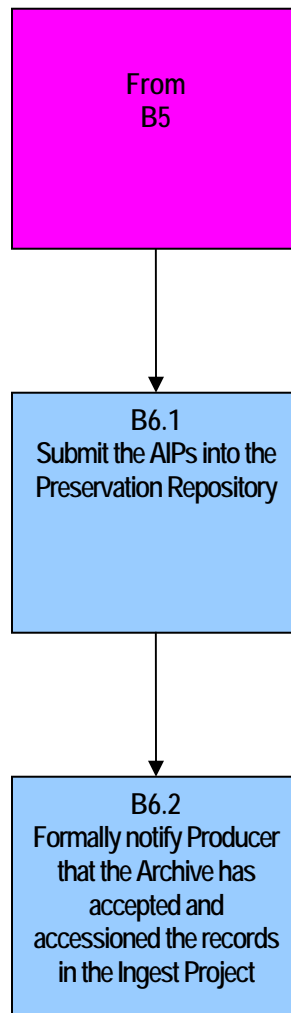 From
B5
B6.1
Submit the AIPs into the
Preservation Repository
B6.2
Formally notify Producer
that the Archive has
accepted and
accessioned the records
in the Ingest Project